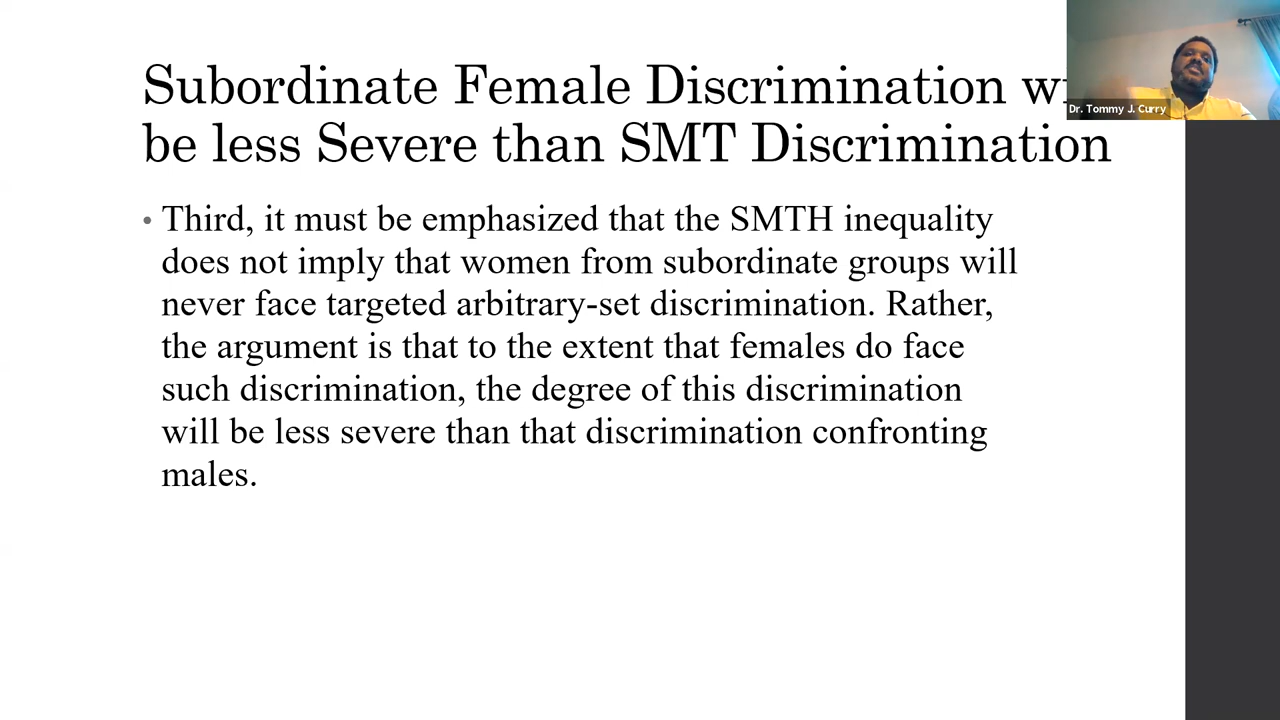 Subordinate Female Discrimination
be less Severe than SMT Discrimination
Dr. Tommy J. Curry
• Third, it must be emphasized that the SMTH inequality
does not imply that women from subordinate groups will
never face targeted arbitrary-set discrimination. Rather,
the argument is that to the extent that females do face
such discrimination, the degree of this discrimination
will be less severe than that discrimination confronting
males.